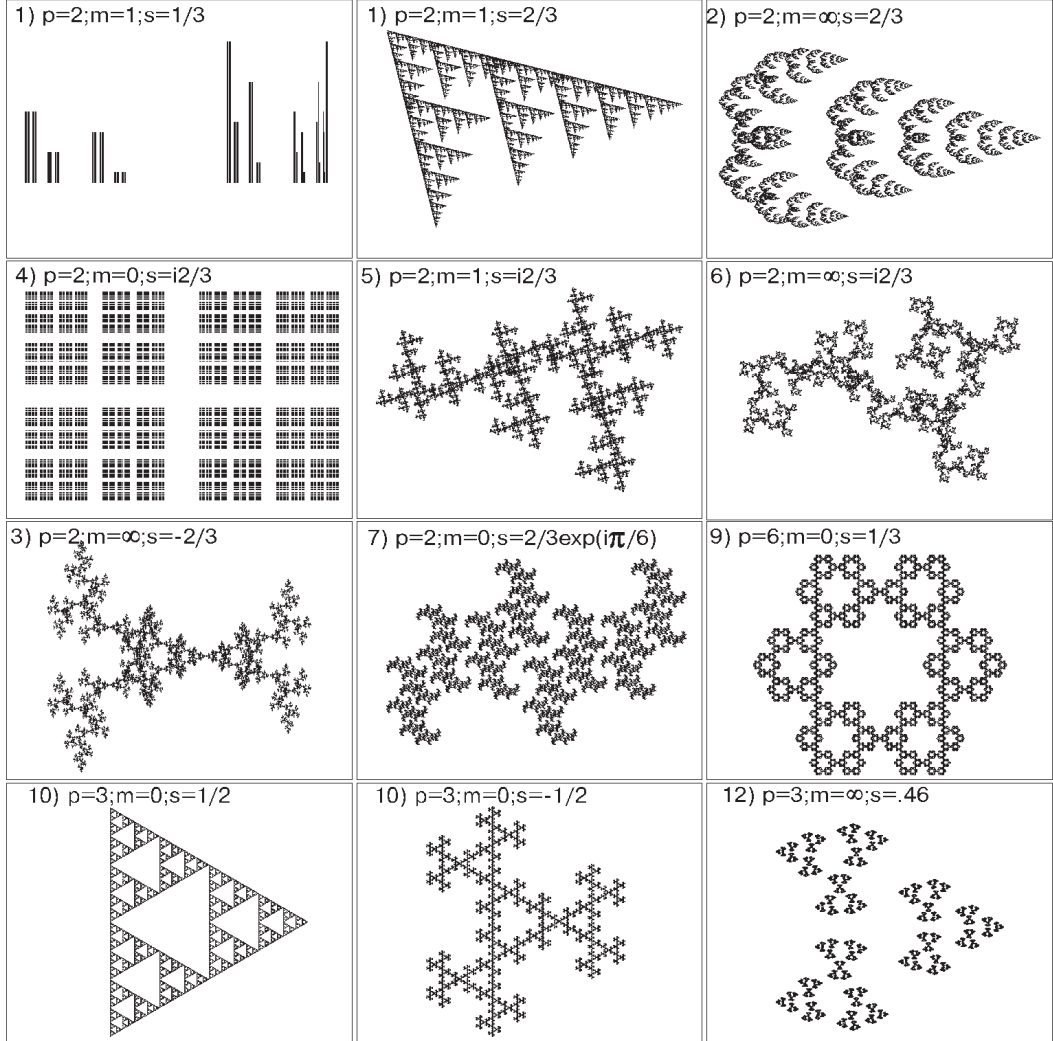 1) p=2;m=1;s=1/3
1) p=2;m=1;s=2/3
2) p=2;m=∞;s=2/3
4) p=2;m=0;s=i2/3
5) p=2;m=1;s=i2/3
6) p=2;m=∞;s=i2/3
3) p=2;m=∞;s=-2/3
7) p=2;m=0;s=2/3exp(iπ/6)
9) p=6;m=0;s=1/3
10) p=3;m=0;s=1/2
10) p=3;m=0;s=-1/2
12) p=3;m=∞;s=.46